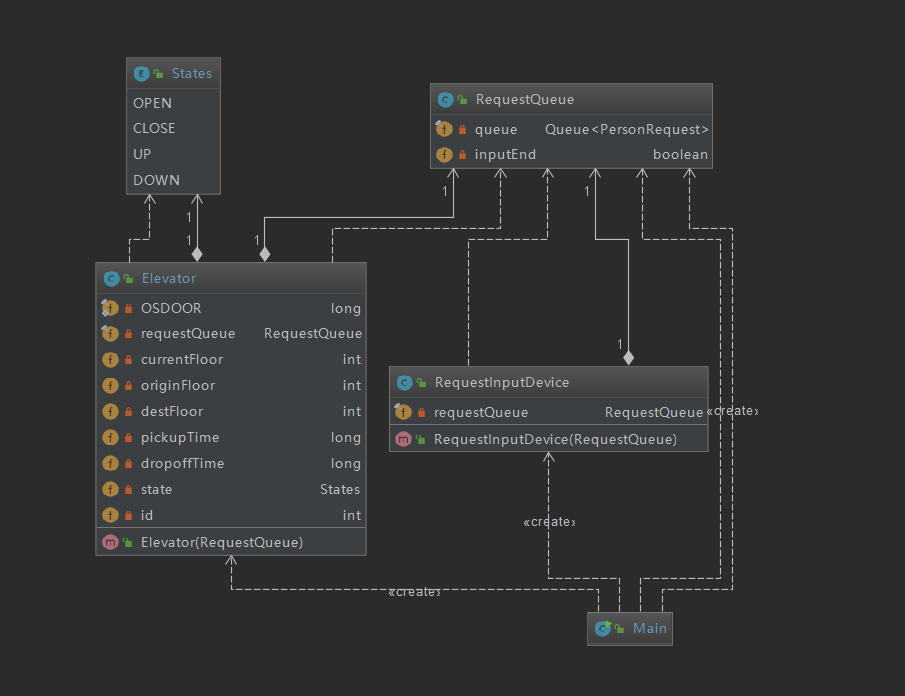 States
OPEN
CLOSE
UP
DOWN
RequestQueue
queue Queue<PersonRequest>
inputEnd boolean
1
1
1
1
1
1
Elevator
OSDOOR long
requestQueue RequestQueue
currentFloor int
originFloor int
destFloor int
pickupTime long
dropoffTime long
state States
id int
Elevator(RequestQueue)
RequestInputDevice
requestQueue RequestQueue
RequestInputDevice(RequestQueue)
«create»
«create»
«create»
Main